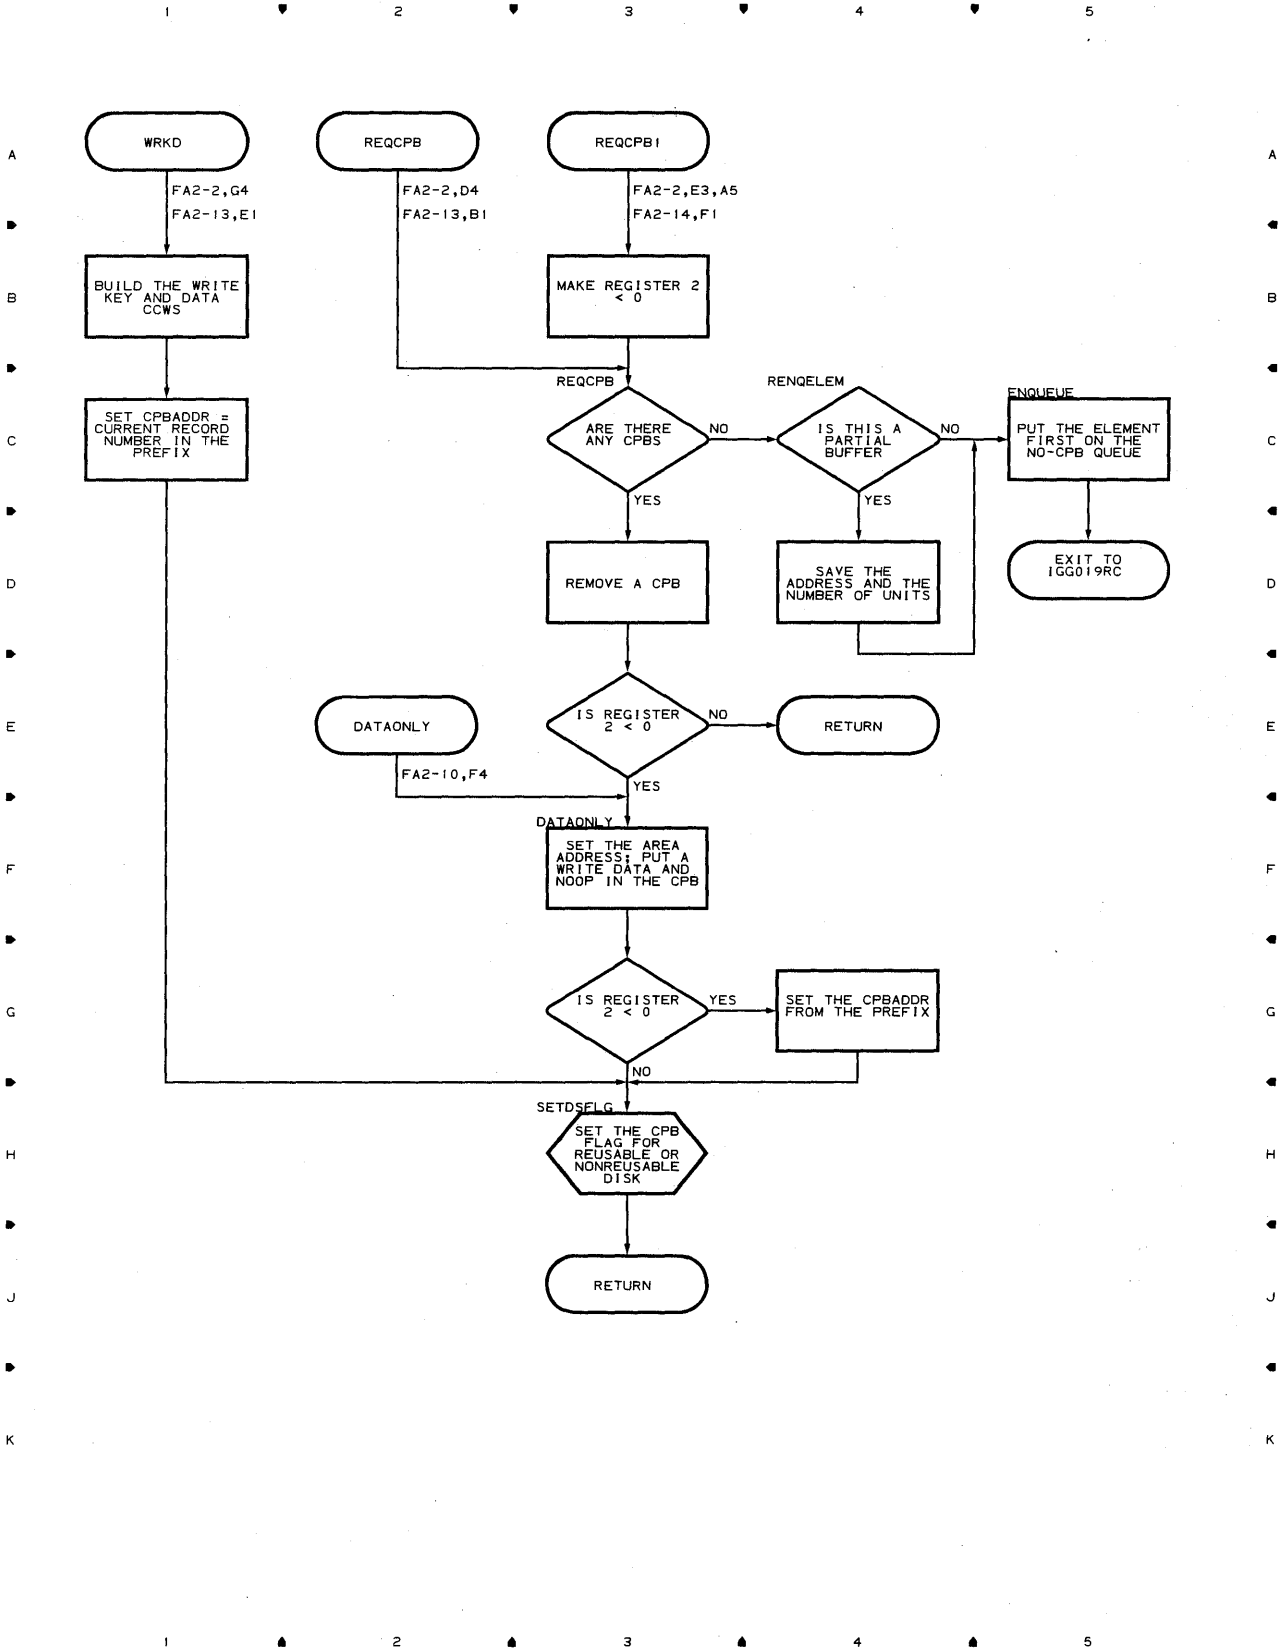 1 2 3 4 5
WRKD
REQCPB
REQCPB1
A A
FA2-2,G4
FA2-13,E1
FA2-2,D4
FA2-13,B1
FA2-2,E3,A5
FA2-14,F1
BUILD THE WRITE
KEY AND DATA
CCWS
MAKE REGISTER 2
< 0
B B
REQCPB
RENQELEM
ENQUEUE
SET CPBADDR =
CURRENT RECORD
NUMBER IN THE
PREFIX
ARE THERE
ANY CPBS
NO
IS THIS A
PARTIAL
BUFFER
NO
PUT THE ELEMENT
FIRST ON THE
NO-CPB QUEUE
C C
YES
YES
REMOVE A CPB
SAVE THE
ADDRESS AND THE
NUMBER OF UNITS
EXIT TO
IGG019RC
D D
DATAONLY
IS REGISTER
2 < 0
NO
RETURN
E E
FA2-10,F4
YES
DATAONLY
SET THE AREA
ADDRESS; PUT A
WRITE DATA AND
NOOP IN THE CPB
F F
IS REGISTER
2 < 0
YES
SET THE CPBADDR
FROM THE PREFIX
G G
NO
SETDSFLG
SET THE CPB
FLAG FOR
REUSABLE OR
NONREUSABLE
DISK
H H
RETURN
J J
K K
1 2 3 4 5